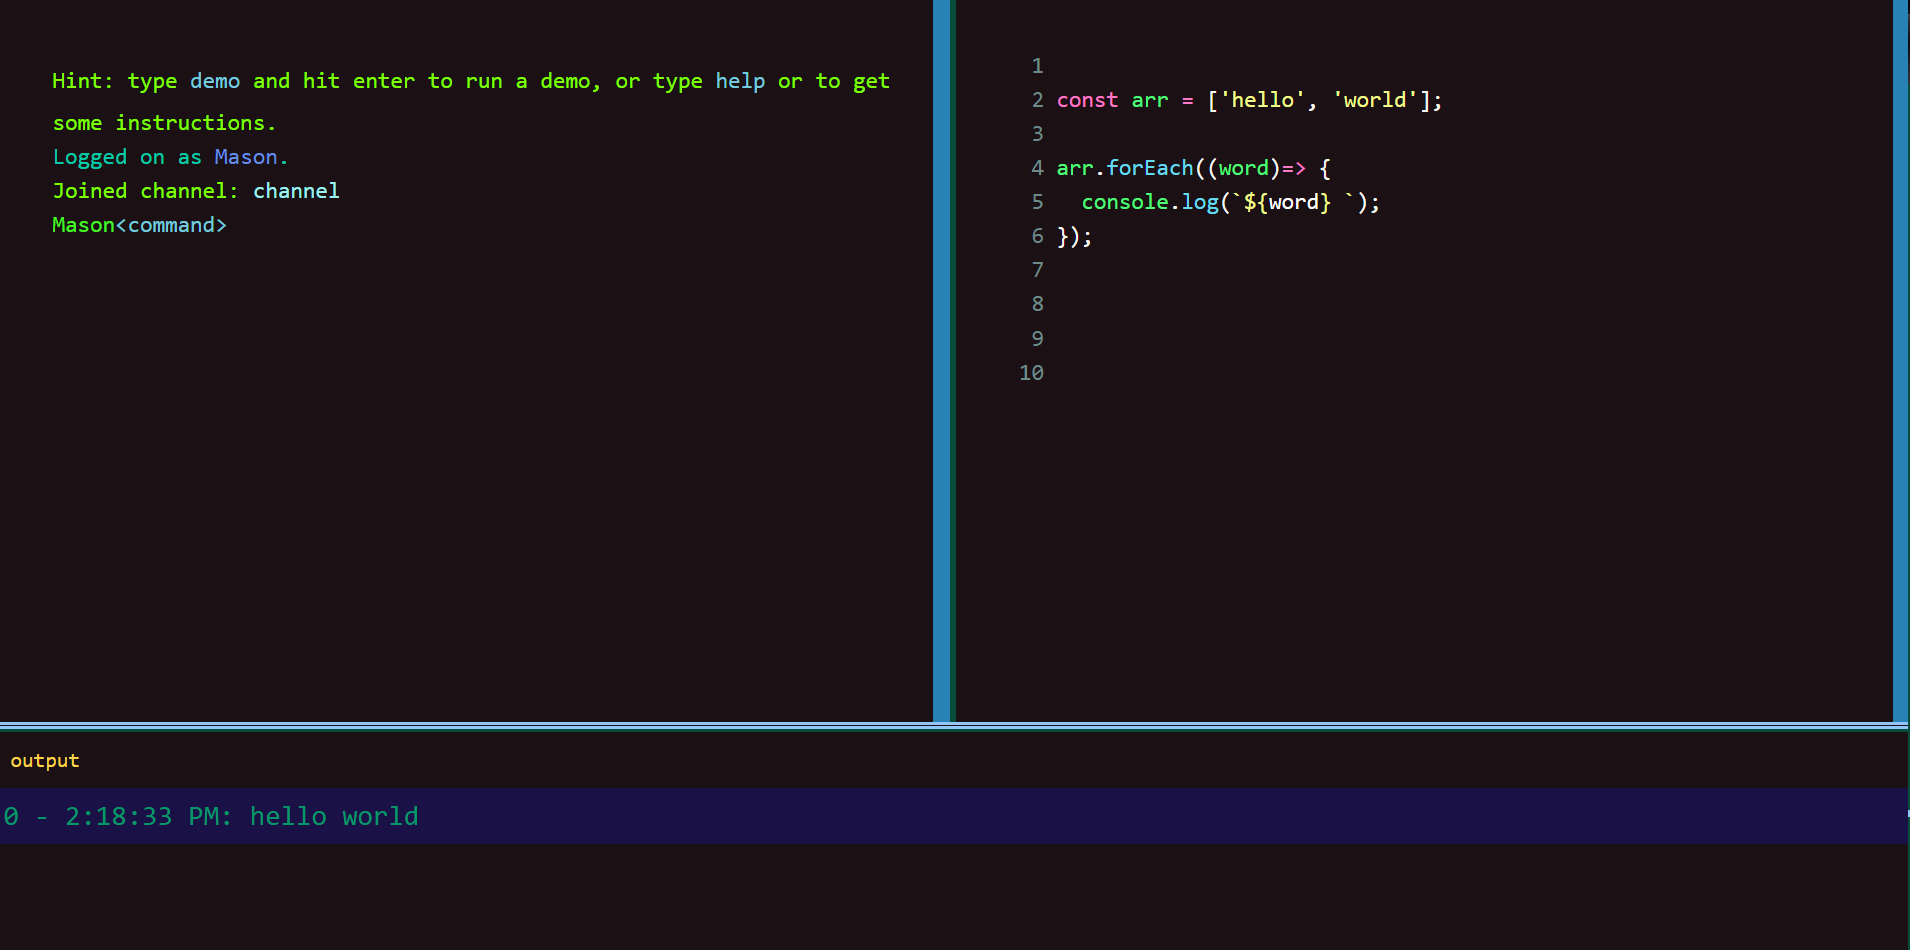 Hint: type demo and hit enter to run a demo, or type help or to get
some instructions.
Logged on as Mason.
Joined channel: channel
Mason<command>
1
2 const arr = ['hello', 'world'];
3
4 arr.forEach((word)=> {
5   console.log(`${word} `);
6 });
7
8
9
10
output
0 - 2:18:33 PM: hello world